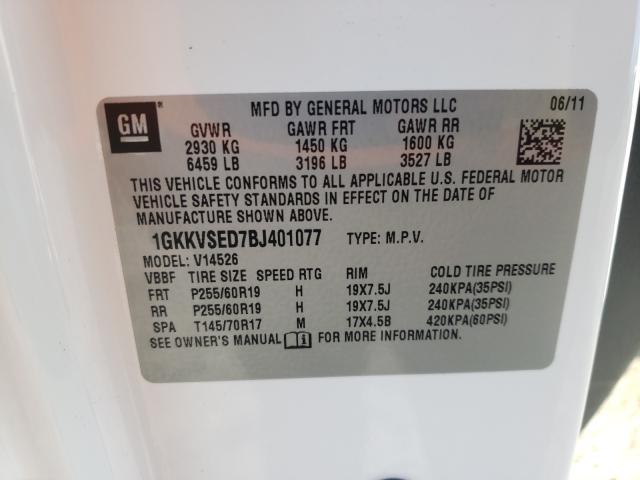 GM
MFD BY GENERAL MOTORS LLC 06/11
GVWR GAWR FRT GAWR RR
2930 KG 1450 KG 1600 KG
6459 LB 3196 LB 3527 LB
THIS VEHICLE CONFORMS TO ALL APPLICABLE U.S. FEDERAL MOTOR
VEHICLE SAFETY STANDARDS IN EFFECT ON THE DATE OF
MANUFACTURE SHOWN ABOVE.
1GKKVSED7BJ401077 TYPE: M.P.V.
MODEL: V14526
VBBF TIRE SIZE SPEED RTG RIM COLD TIRE PRESSURE
FRT P255/60R19 H 19X7.5J 240KPA(35PSI)
RR P255/60R19 H 19X7.5J 240KPA(35PSI)
SPA T145/70R17 M 17X4.5B 420KPA(60PSI)
SEE OWNER'S MANUAL FOR MORE INFORMATION.